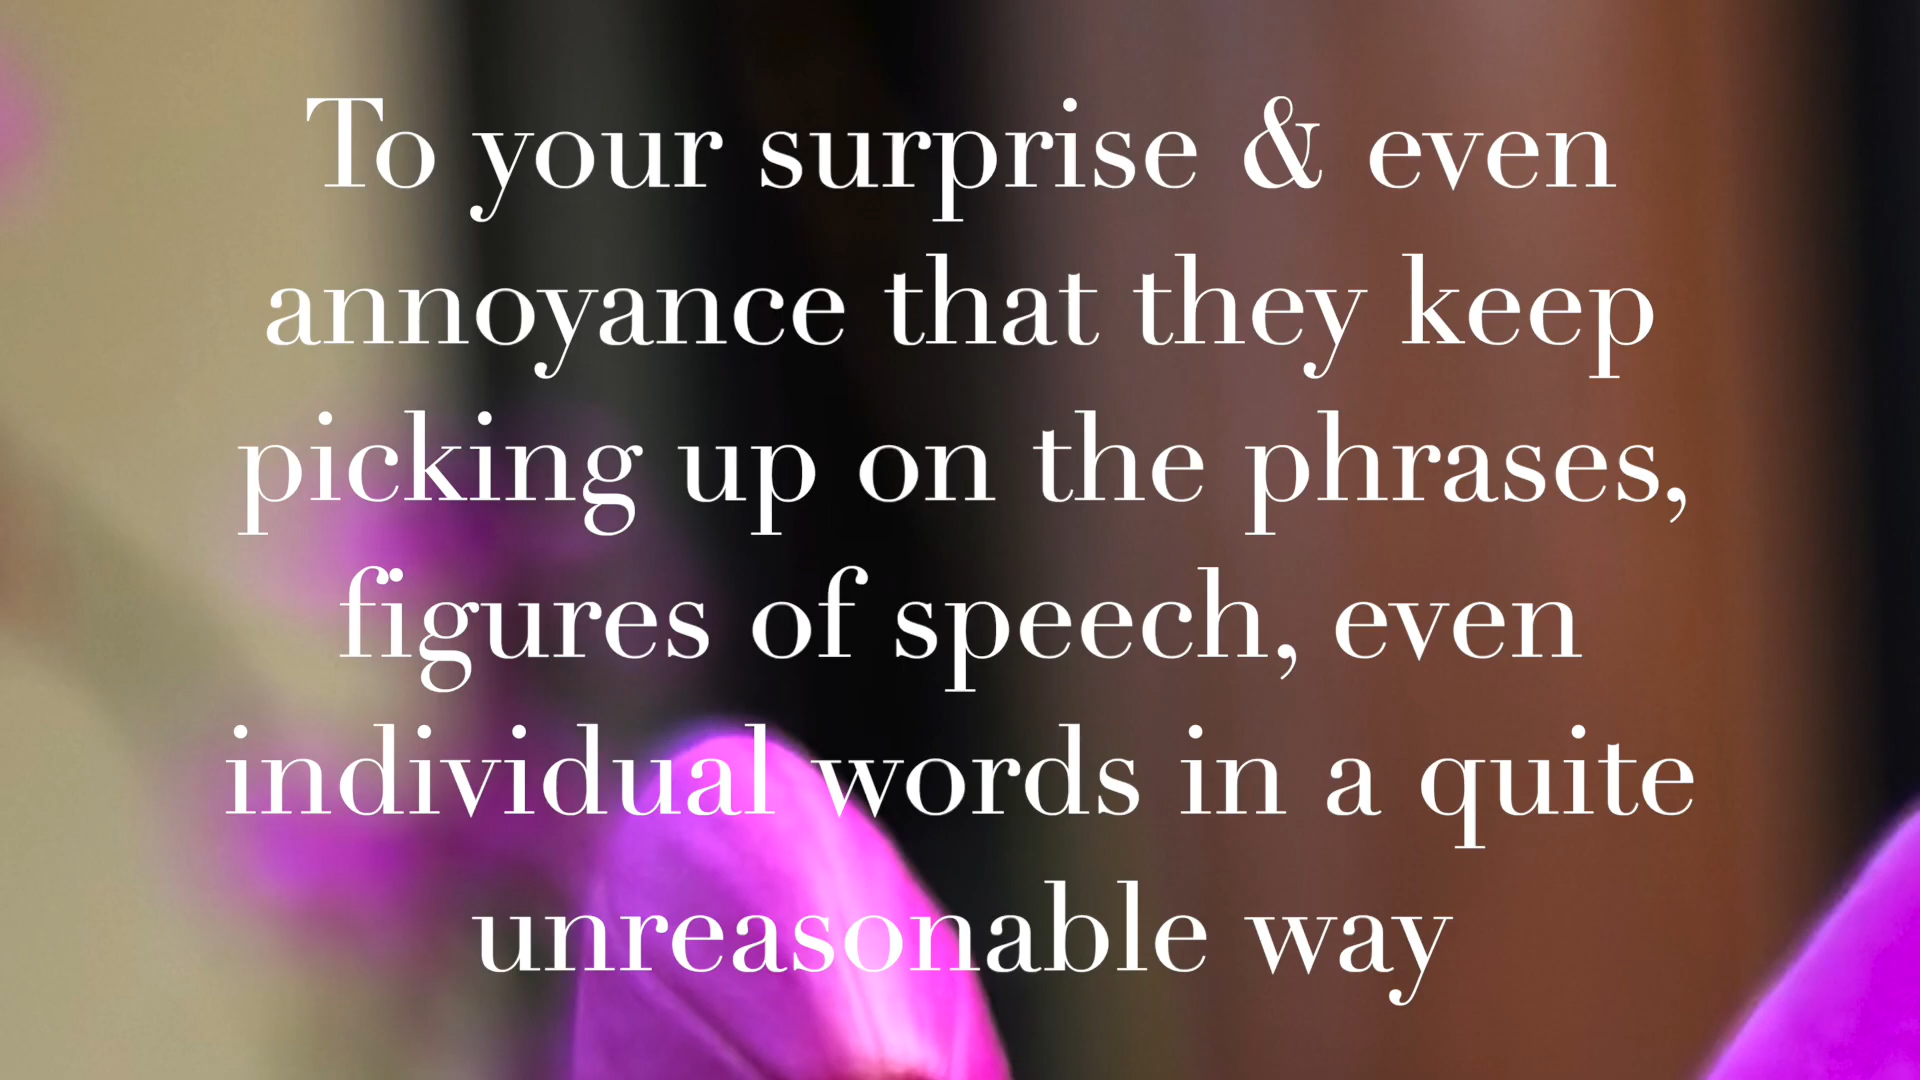 To your surprise & even
annoyance that they keep
picking up on the phrases,
figures of speech, even
individual words in a quite
unreasonable way